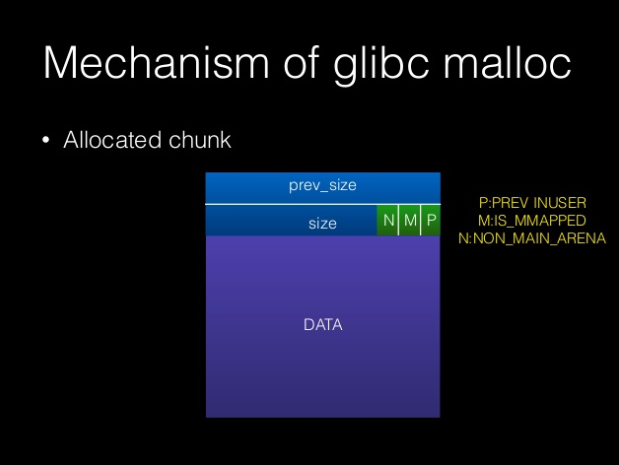 Mechanism of glibc malloc
• Allocated chunk
prev_size
size
N M P
DATA
P:PREV INUSER
M:IS_MMAPPED
N:NON_MAIN_ARENA